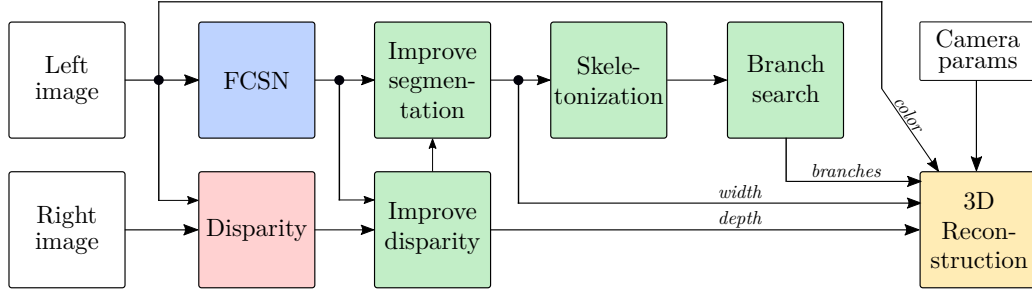 Left
image
FCSN
Improve
segmen-
tation
Skele-
tonization
Branch
search
Camera
params
color
Right
image
Disparity
Improve
disparity
branches
width
depth
3D
Recon-
struction